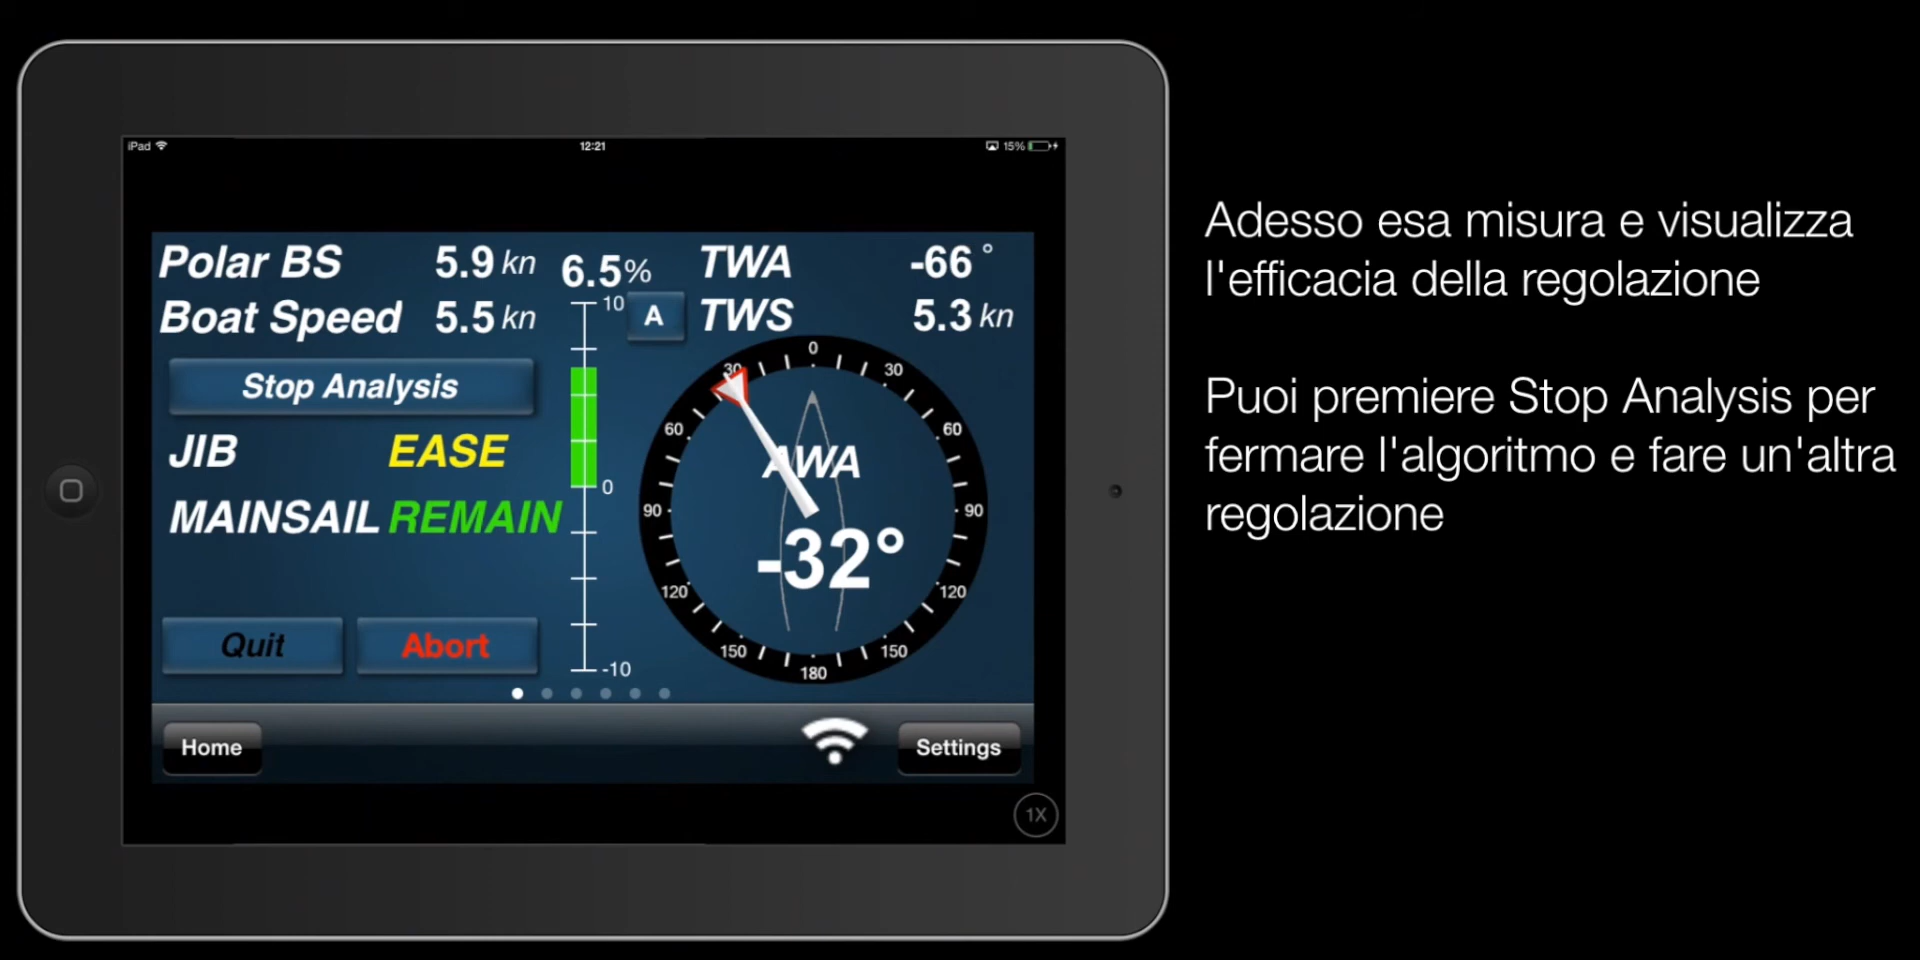 iPad
12:21
15%
Polar BS 5.9 kn
6.5%
TWA -66°
Boat Speed 5.5 kn
10
A
TWS 5.3 kn
Stop Analysis
JIB EASE
MAINSAIL REMAIN
0
-10
Quit
Abort
0
30
30
60
60
90
90
120
120
150
150
180
AWA
-32°
Home
Settings
1X
Adesso esa misura e visualizza
l'efficacia della regolazione
Puoi premiere Stop Analysis per
fermare l'algoritmo e fare un'altra
regolazione